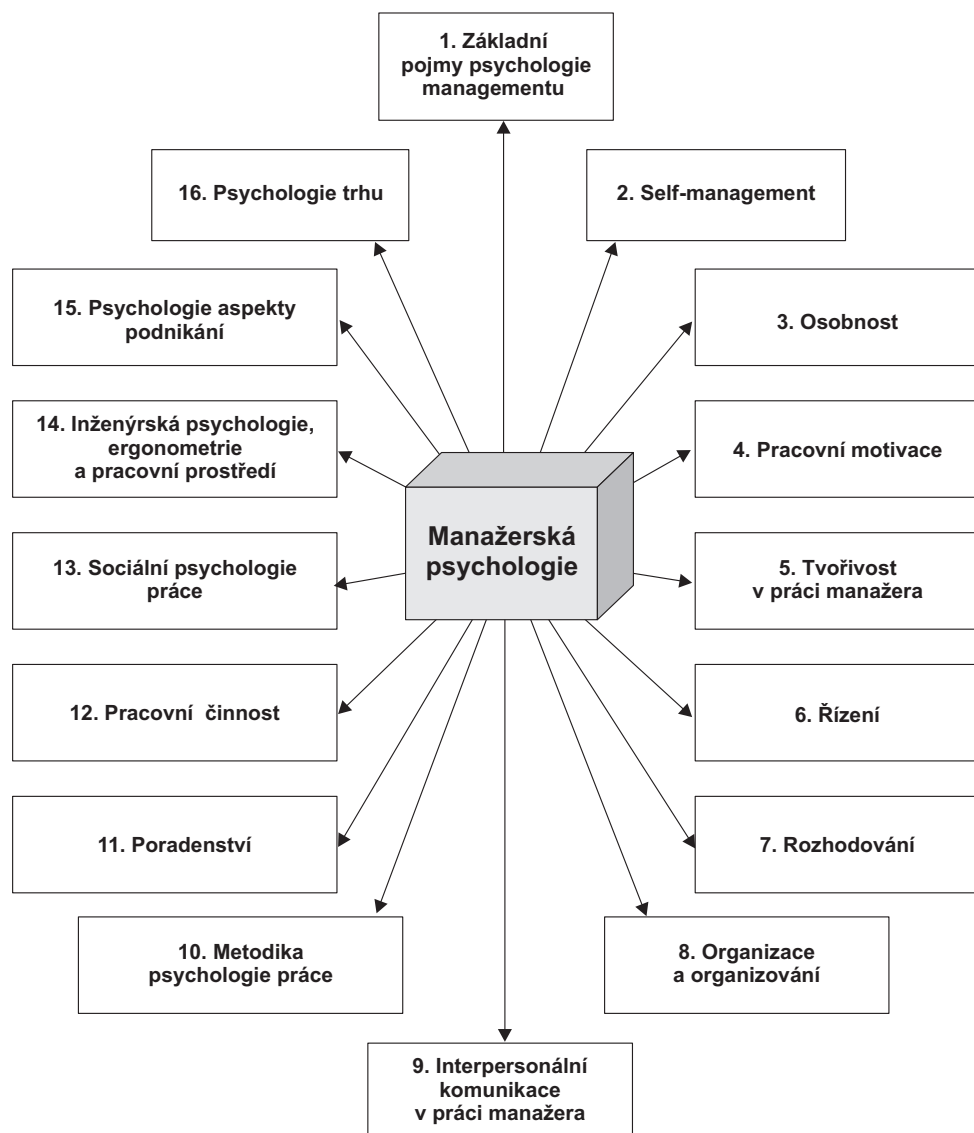 1. Základní
pojmy psychologie
managementu
16. Psychologie trhu
2. Self-management
15. Psychologie aspekty
podnikání
3. Osobnost
14. Inženýrská psychologie,
ergonometrie
a pracovní prostředí
4. Pracovní motivace
Manažerská
psychologie
13. Sociální psychologie
práce
5. Tvořivost
v práci manažera
12. Pracovní činnost
6. Řízení
11. Poradenství
7. Rozhodování
10. Metodika
psychologie práce
8. Organizace
a organizování
9. Interpersonální
komunikace
v práci manažera